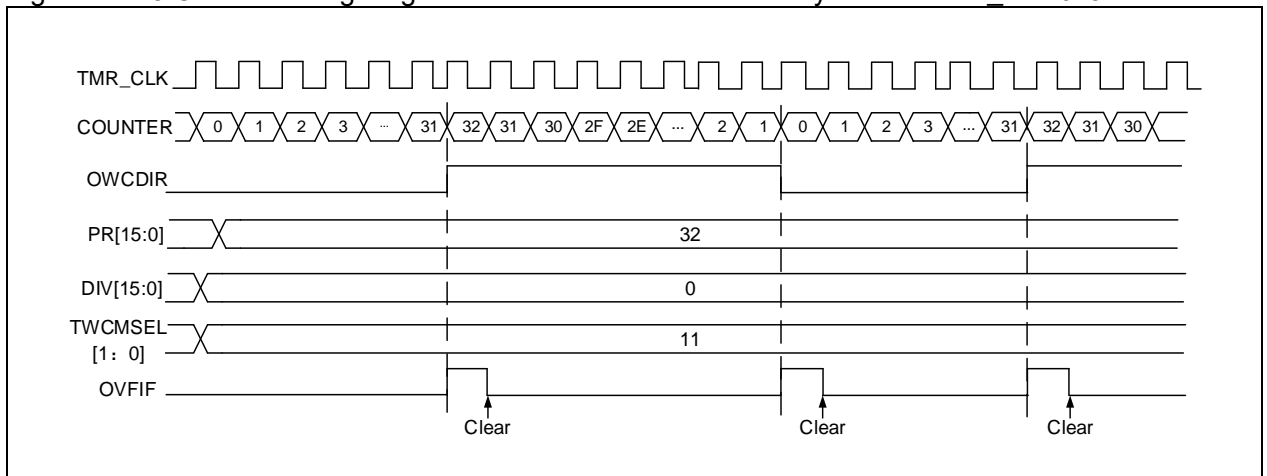 TMR_CLK
COUNTER 0 1 2 3 ... 31 32 31 30 2F 2E ... 2 1 0 1 2 3 ... 31 32 31 30
OWCDIR
PR[15:0] 32
DIV[15:0] 0
TWCMSEL
[1：0] 11
OVFIF
Clear Clear Clear